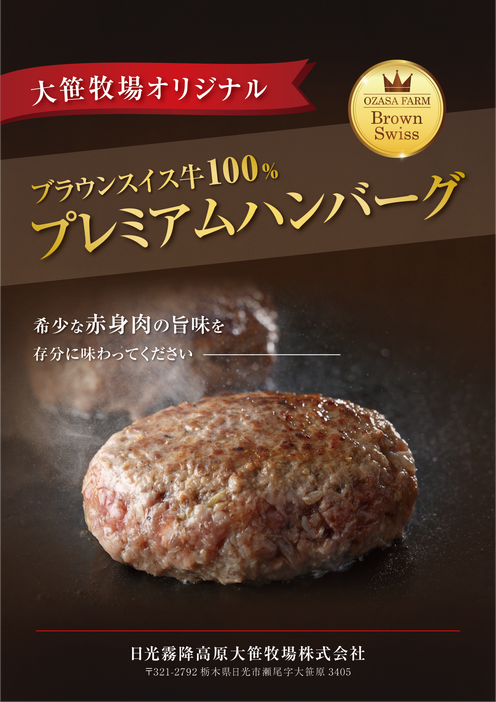 大笹牧場オリジナル
OZASA FARM
Brown
Swiss
ブラウンスイス牛100%
プレミアムハンバーグ
希少な赤身肉の旨味を
存分に味わってください
日光霧降高原大笹牧場株式会社
〒321-2792 栃木県日光市瀬尾字大笹原 3405